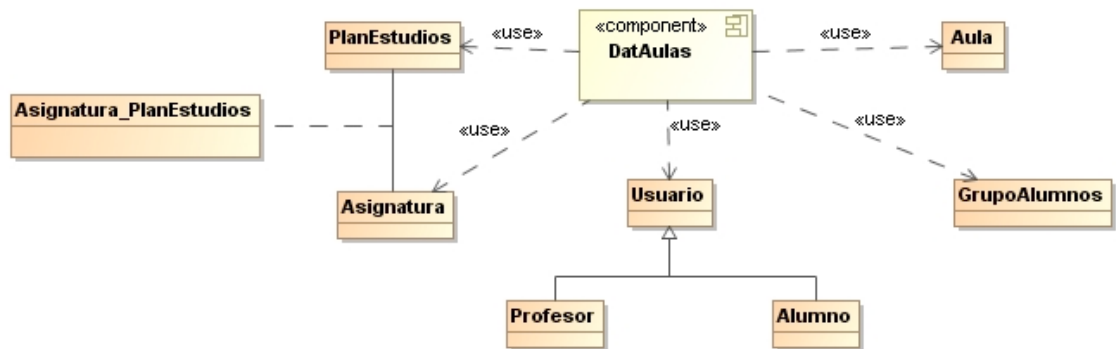 «component»
DatAulas
PlanEstudios
«use»
«use»
Aula
Asignatura_PlanEstudios
«use»
«use»
«use»
Asignatura
Usuario
GrupoAlumnos
Profesor
Alumno